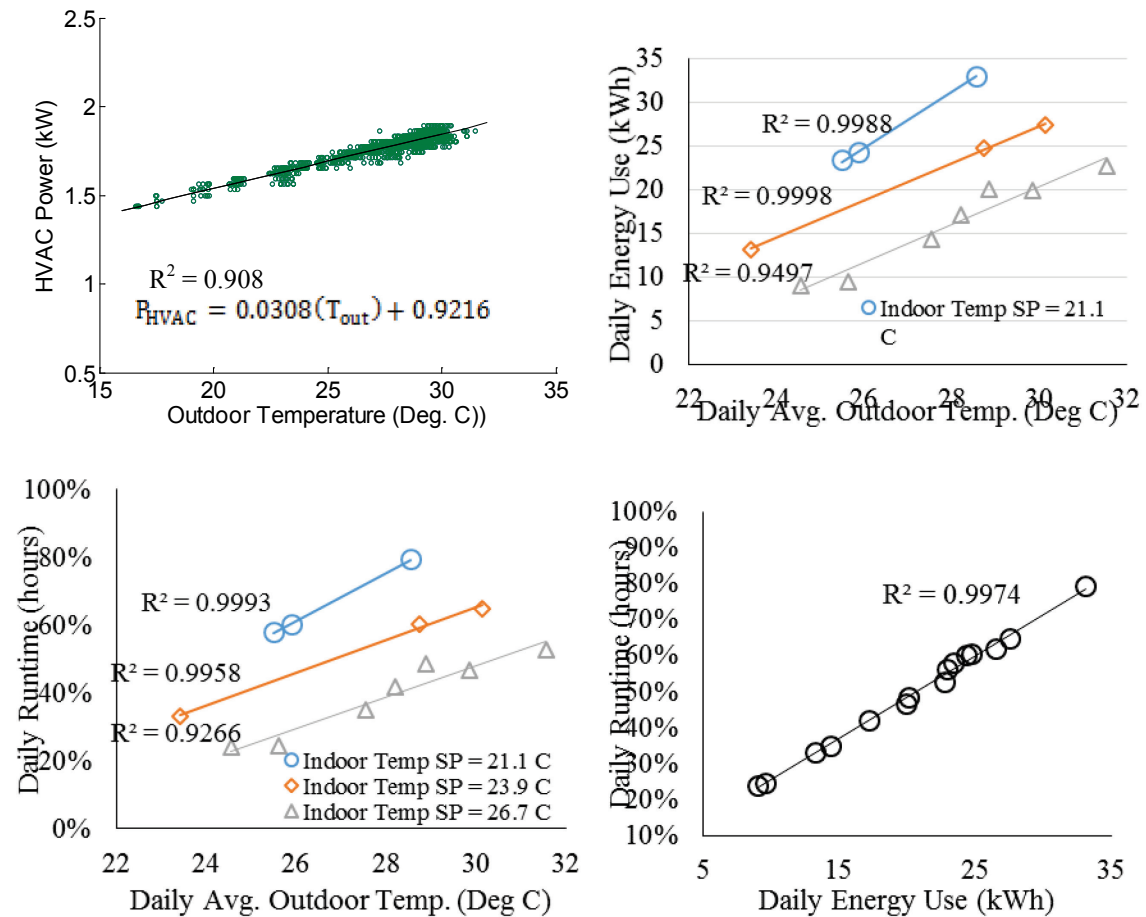 2.5
2
1.5
1
0.5
HVAC Power (kW)
R² = 0.908
P_HVAC = 0.0308(T_out) + 0.9216
15 20 25 30 35
Outdoor Temperature (Deg. C))
35
30
25
20
15
10
5
0
Daily Energy Use (kWh)
R² = 0.9988
R² = 0.9998
R² = 0.9497
Indoor Temp SP = 21.1
C
22 24 26 28 30 32
Daily Avg. Outdoor Temp. (Deg C)
100%
80%
60%
40%
20%
0%
Daily Runtime (hours)
R² = 0.9993
R² = 0.9958
R² = 0.9266
Indoor Temp SP = 21.1 C
Indoor Temp SP = 23.9 C
Indoor Temp SP = 26.7 C
22 24 26 28 30 32
Daily Avg. Outdoor Temp. (Deg C)
100%
90%
80%
70%
60%
50%
40%
30%
20%
10%
Daily Runtime (hours)
R² = 0.9974
5 15 25 35
Daily Energy Use (kWh)